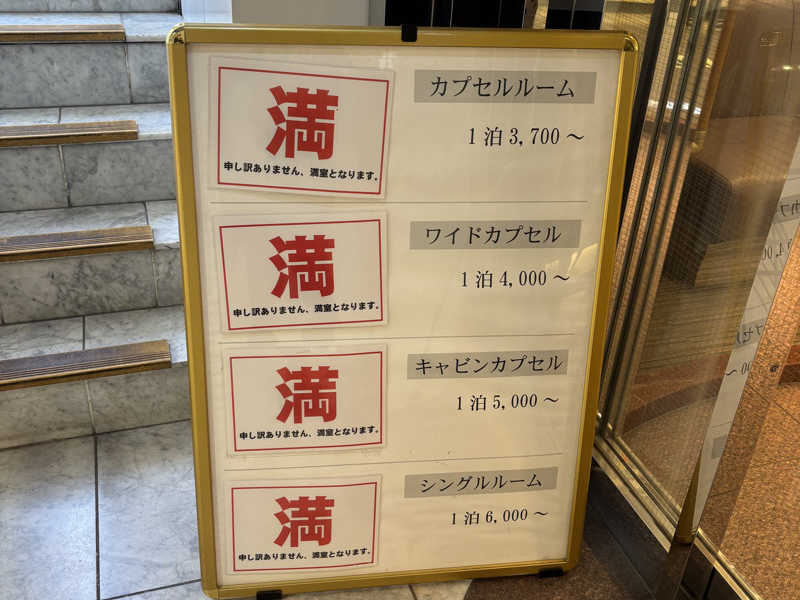 満
申し訳ありません、満室となります。
カプセルルーム
1泊3,700～
満
申し訳ありません、満室となります。
ワイドカプセル
1泊4,000～
満
申し訳ありません、満室となります。
キャビンカプセル
1泊5,000～
満
申し訳ありません、満室となります。
シングルルーム
1泊6,000～